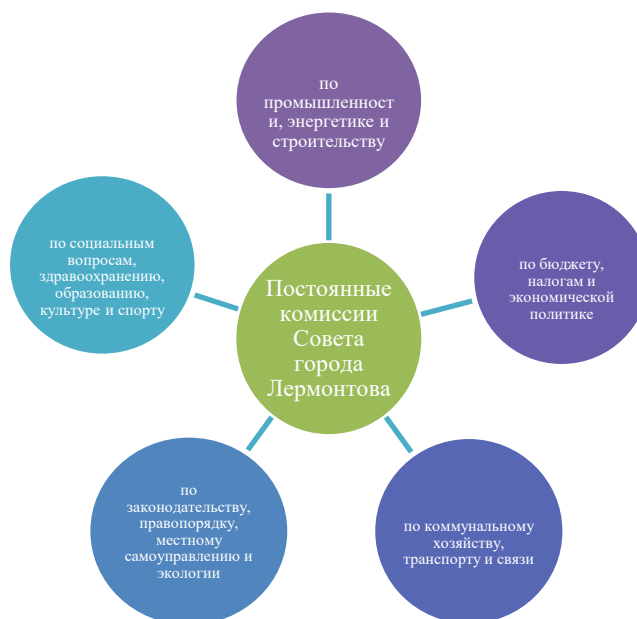 по
промышленност
и, энергетике и
строительству
по бюджету,
налогам и
экономической
политике
по коммунальному
хозяйству,
транспорту и связи
по
законодательству,
правопорядку,
местному
самоуправлению и
экологии
по социальным
вопросам,
здравоохранению,
образованию,
культуре и спорту
Постоянные
комиссии
Совета
города
Лермонтова